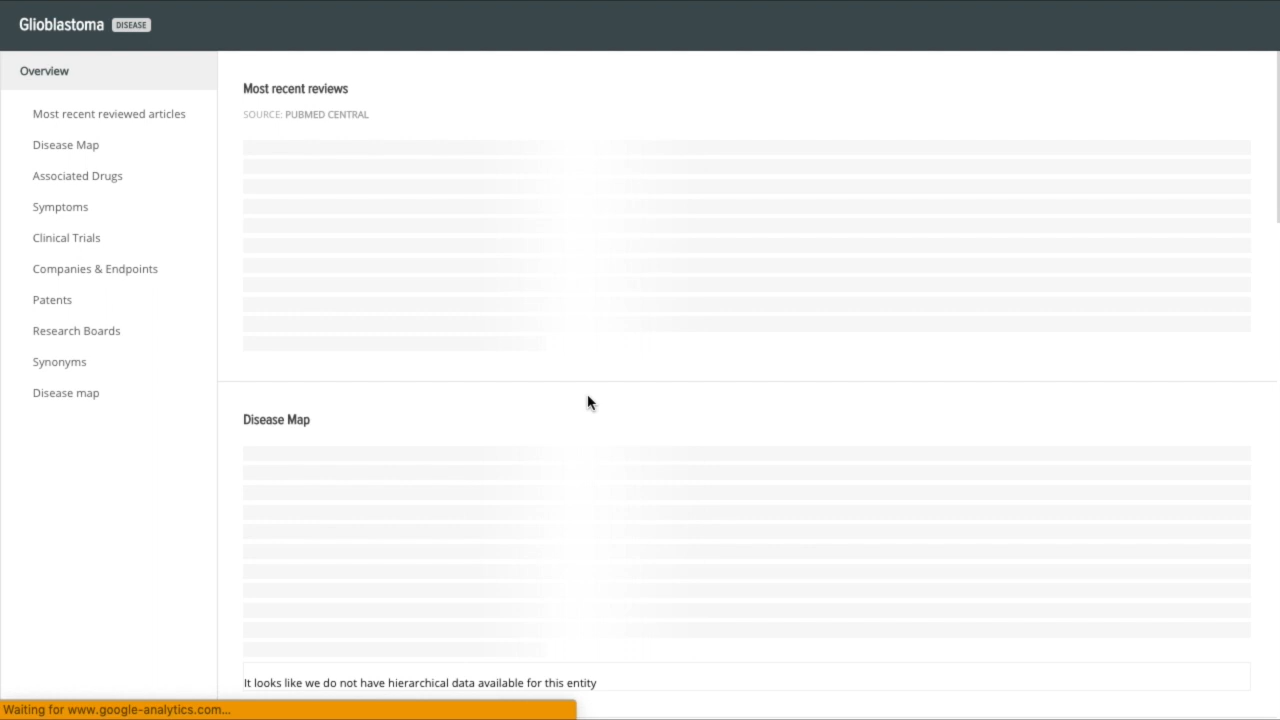 Glioblastoma DISEASE
Overview
Most recent reviewed articles
Disease Map
Associated Drugs
Symptoms
Clinical Trials
Companies & Endpoints
Patents
Research Boards
Synonyms
Disease map
Most recent reviews
SOURCE: PUBMED CENTRAL
Disease Map
It looks like we do not have hierarchical data available for this entity
Waiting for www.google-analytics.com...